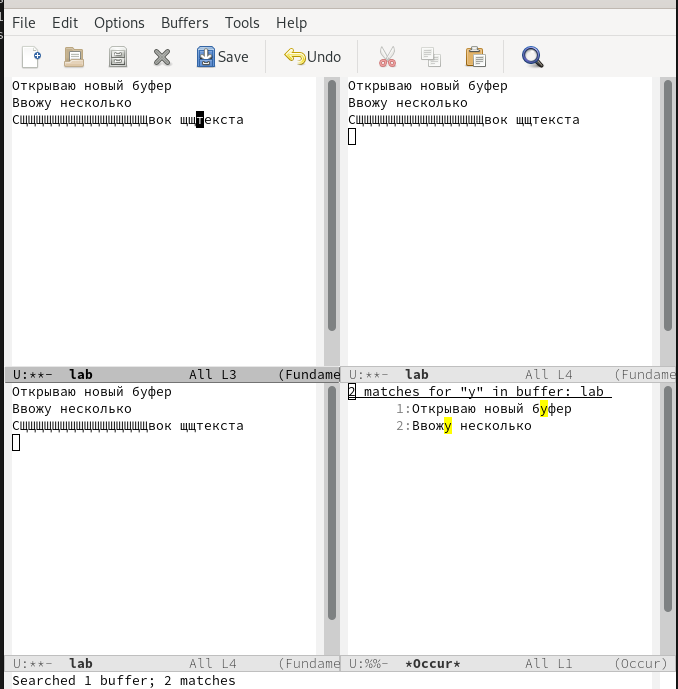 File Edit Options Buffers Tools Help
Save Undo
Открываю новый буфер
Ввожу несколько
СЩЩЩЩЩЩЩЩЩЩЩЩЩЩЩЩвок щщтекста
U:**- lab All L3 (Fundame
Открываю новый буфер
Ввожу несколько
СЩЩЩЩЩЩЩЩЩЩЩЩЩЩЩЩвок щщтекста
U:**- lab All L4 (Fundame
Открываю новый буфер
Ввожу несколько
СЩЩЩЩЩЩЩЩЩЩЩЩЩЩЩЩвок щщтекста
U:**- lab All L4 (Fundame
2 matches for "у" in buffer: lab
1:Открываю новый буфер
2:Ввожу несколько
U:%%- *Occur* All L1 (Occur)
Searched 1 buffer; 2 matches